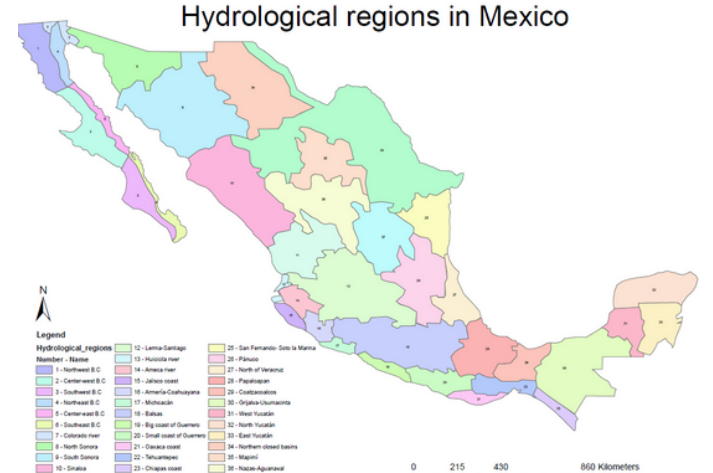 Hydrological regions in Mexico
N
Legend
Hydrological_regions
Number - Name
1 - Northwest B.C
2 - Center-west B.C
3 - Southwest B.C
4 - Northeast B.C
5 - Center-east B.C
6 - Southeast B.C
7 - Colorado river
8 - North Sonora
9 - South Sonora
10 - Sinaloa
12 - Lerma-Santiago
13 - Huicicila river
14 - Ameca river
15 - Jalisco coast
16 - Armería-Coahuayana
17 - Michoacán
18 - Balsas
19 - Big coast of Guerrero
20 - Small coast of Guerrero
21 - Oaxaca coast
22 - Tehuantepec
23 - Chiapas coast
25 - San Fernando- Soto la Marina
26 - Pánuco
27 - North of Veracruz
28 - Papaloapan
29 - Coatzacoalcos
30 - Grijalva-Usumacinta
31 - West Yucatán
32 - North Yucatán
33 - East Yucatán
34 - Northern closed basins
35 - Mapimí
36 - Nazas-Aguanaval
0 215 430 860 Kilometers